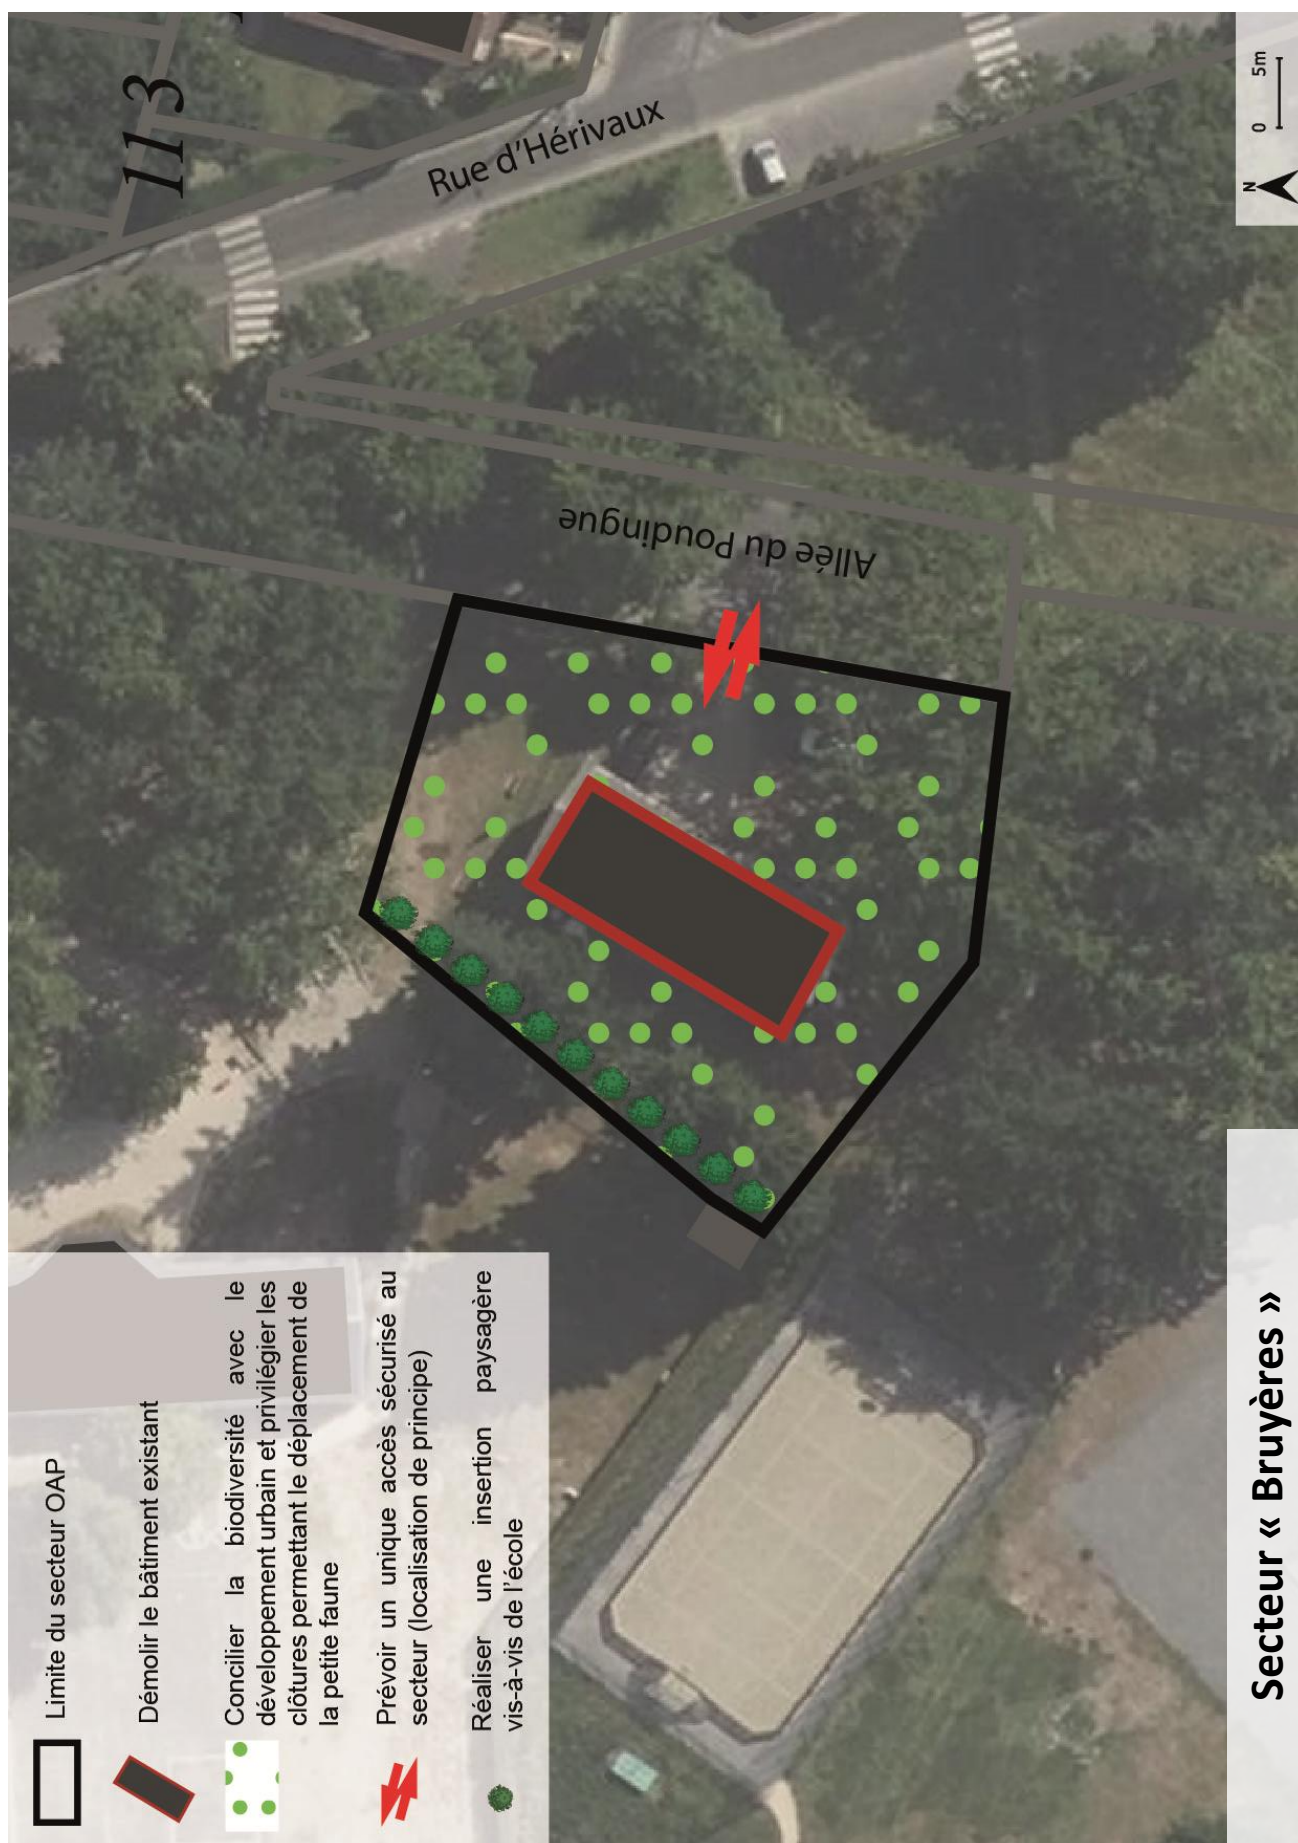 Limite du secteur OAP
Démolir le bâtiment existant
Concilier la biodiversité avec le
développement urbain et privilégier les
clôtures permettant le déplacement de
la petite faune
Prévoir un unique accès sécurisé au
secteur (localisation de principe)
Réaliser une insertion paysagère
vis-à-vis de l'école
113
Rue d'Hérivaux
Allée du Poudingue
N
0 5m
Secteur « Bruyères »